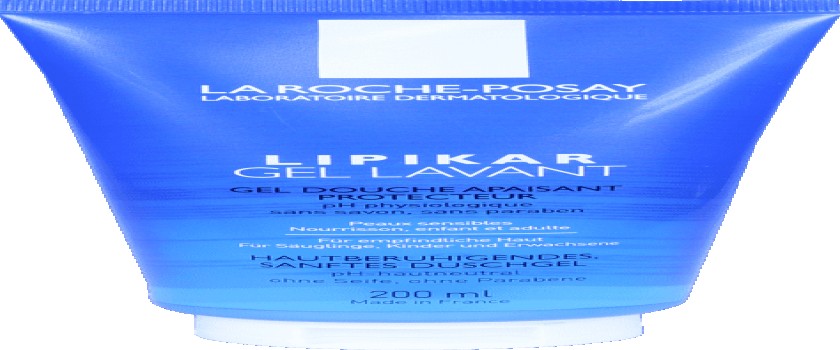 LA ROCHE-POSAY
LABORATOIRE DERMATOLOGIQUE
LIPIKAR
GEL LAVANT
GEL DOUCHE APAISANT
PROTECTEUR
pH physiologique
sans savon, sans paraben
Peaux sensibles
Nourrisson, enfant et adulte
Für empfindliche Haut
Für Säuglinge, Kinder und Erwachsene
HAUTBERUHIGENDES,
SANFTES DUSCHGEL
pH-hautneutral
ohne Seife, ohne Parabene
200 ml
Made in France